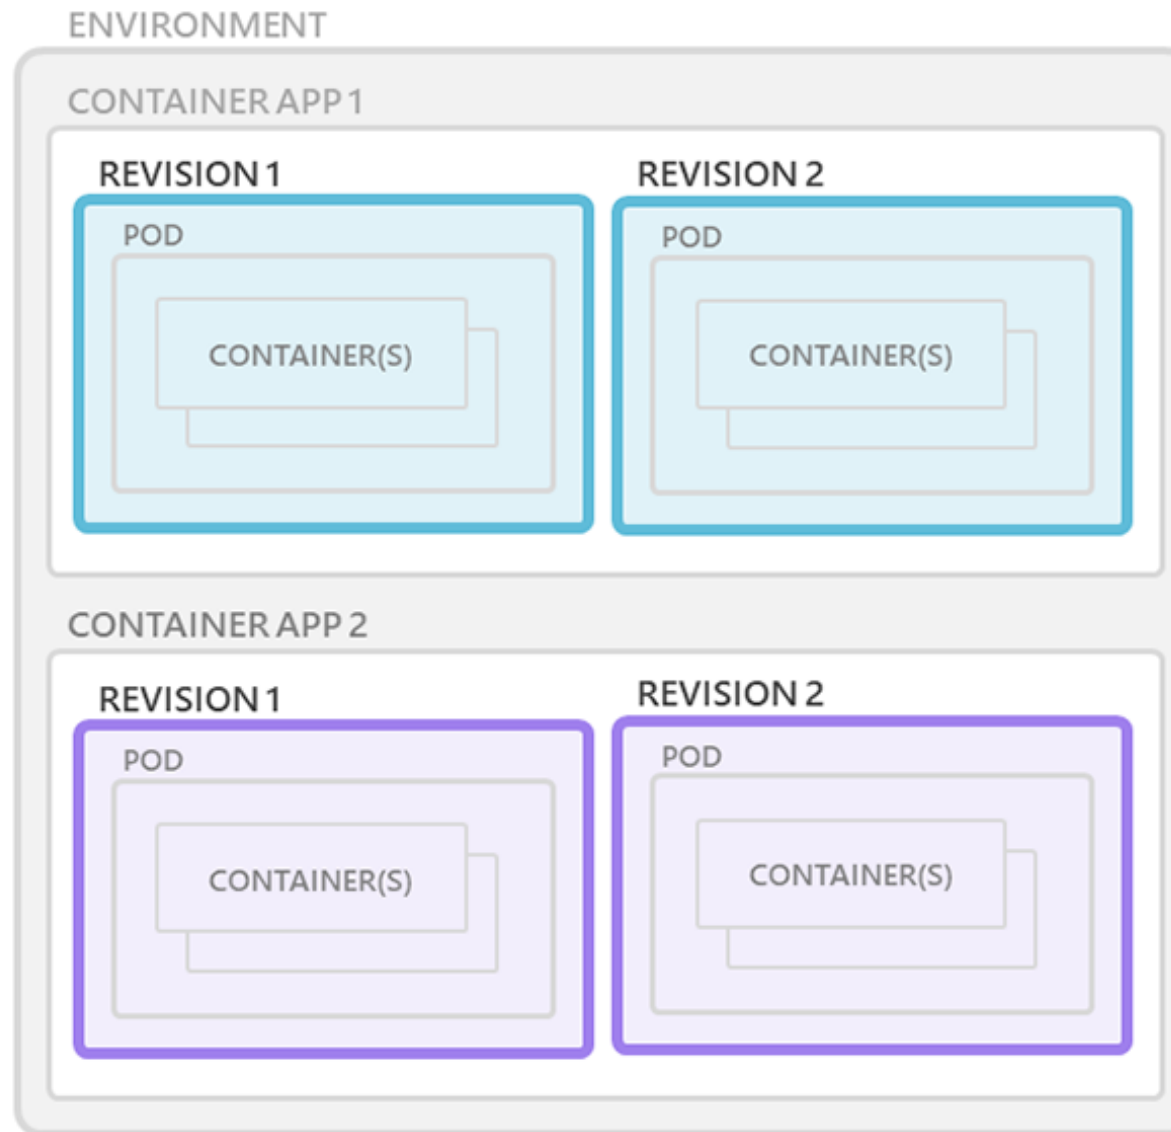 ENVIRONMENT
CONTAINER APP 1
REVISION 1
REVISION 2
POD
POD
CONTAINER(S)
CONTAINER(S)
CONTAINER APP 2
REVISION 1
REVISION 2
POD
POD
CONTAINER(S)
CONTAINER(S)